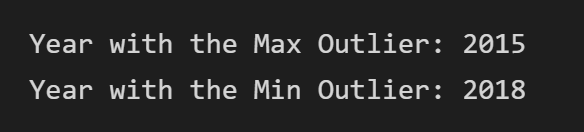 Year with the Max Outlier: 2015
Year with the Min Outlier: 2018